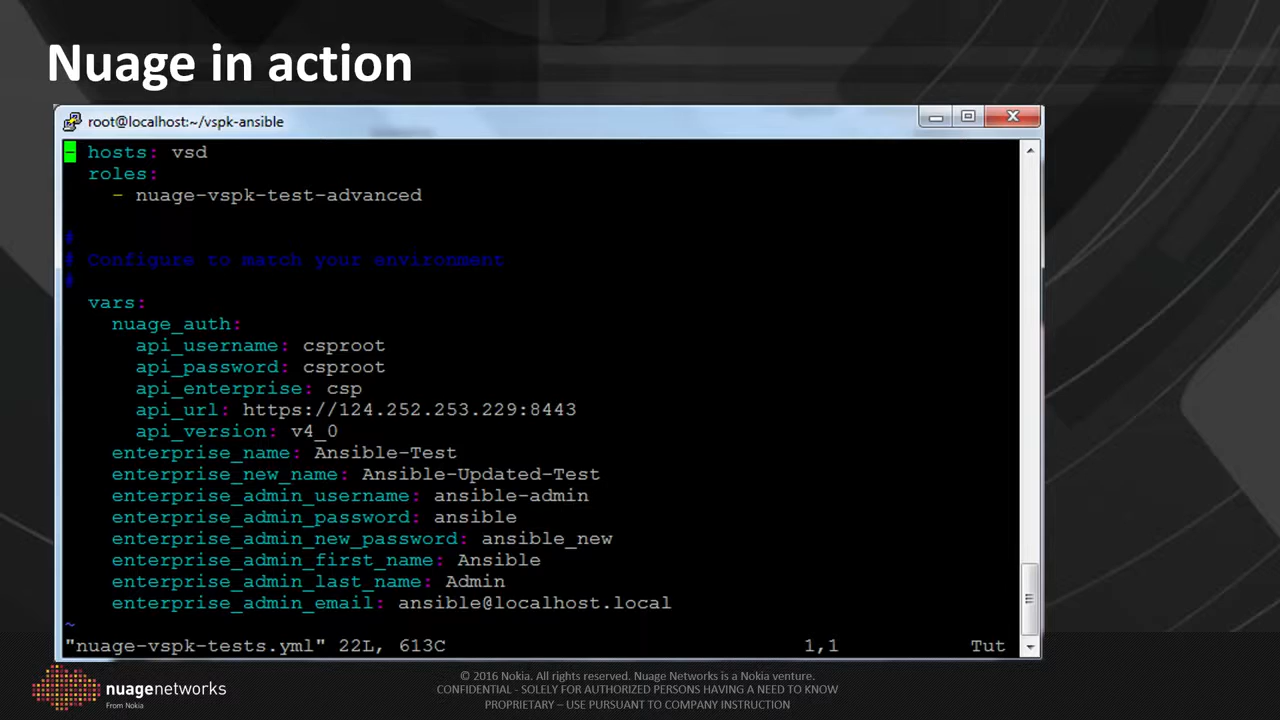 Nuage in action
root@localhost:~/vspk-ansible
- hosts: vsd
roles:
- nuage-vspk-test-advanced
#
# Configure to match your environment
#
vars:
nuage_auth:
api_username: csproot
api_password: csproot
api_enterprise: csp
api_url: https://124.252.253.229:8443
api_version: v4_0
enterprise_name: Ansible-Test
enterprise_new_name: Ansible-Updated-Test
enterprise_admin_username: ansible-admin
enterprise_admin_password: ansible
enterprise_admin_new_password: ansible_new
enterprise_admin_first_name: Ansible
enterprise_admin_last_name: Admin
enterprise_admin_email: ansible@localhost.local
~
"nuage-vspk-tests.yml" 22L, 613C 1,1 Tut
nuagenetworks
From Nokia
© 2016 Nokia. All rights reserved. Nuage Networks is a Nokia venture.
CONFIDENTIAL - SOLELY FOR AUTHORIZED PERSONS HAVING A NEED TO KNOW
PROPRIETARY – USE PURSUANT TO COMPANY INSTRUCTION